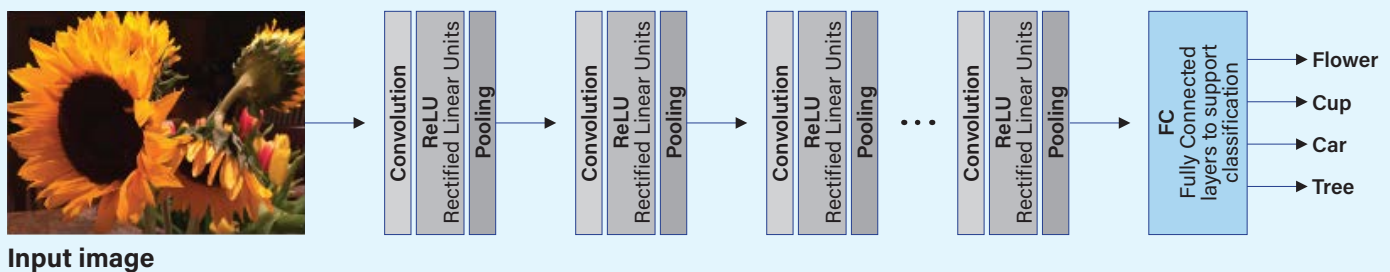 Convolution
ReLU
Rectified Linear Units
Pooling
Convolution
ReLU
Rectified Linear Units
Pooling
Convolution
ReLU
Rectified Linear Units
Pooling
...
Convolution
ReLU
Rectified Linear Units
Pooling
FC
Fully Connected
layers to support
classification
Flower
Cup
Car
Tree
Input image